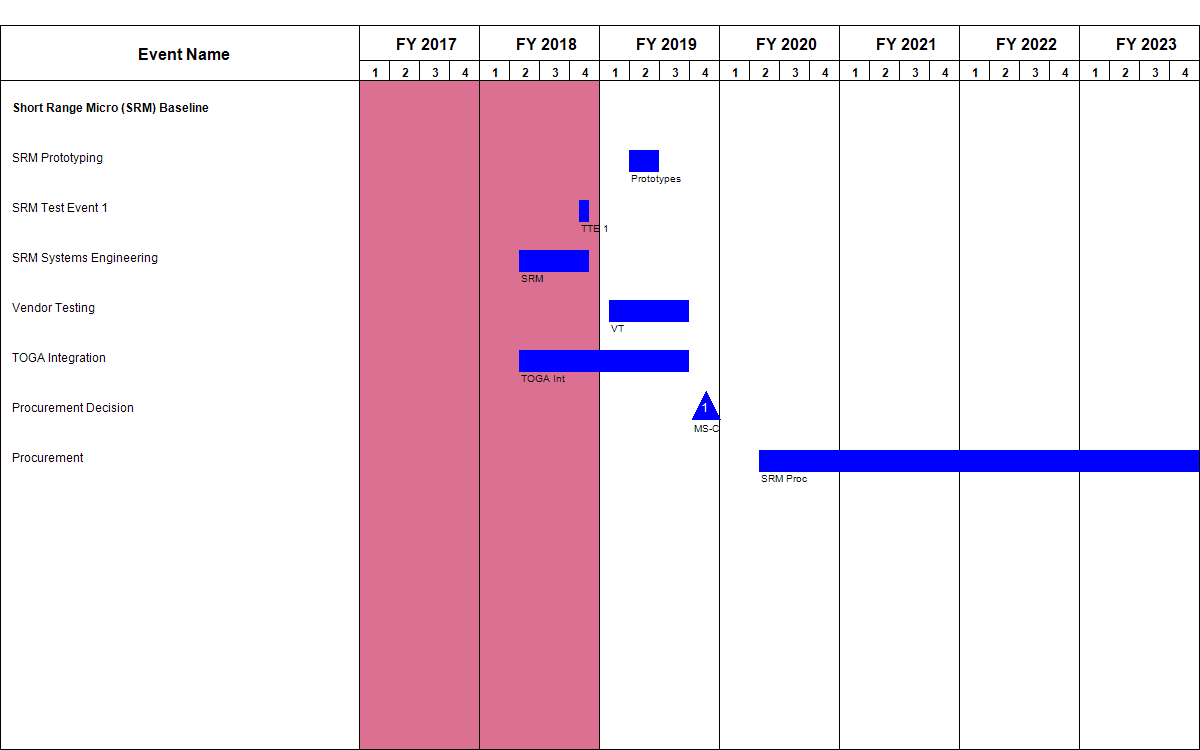 Event Name
FY 2017 FY 2018 FY 2019 FY 2020 FY 2021 FY 2022 FY 2023
1 2 3 4 1 2 3 4 1 2 3 4 1 2 3 4 1 2 3 4 1 2 3 4 1 2 3 4
Short Range Micro (SRM) Baseline
SRM Prototyping
Prototypes
SRM Test Event 1
TTE 1
SRM Systems Engineering
SRM
Vendor Testing
VT
TOGA Integration
TOGA Int
Procurement Decision
1
MS-C
Procurement
SRM Proc